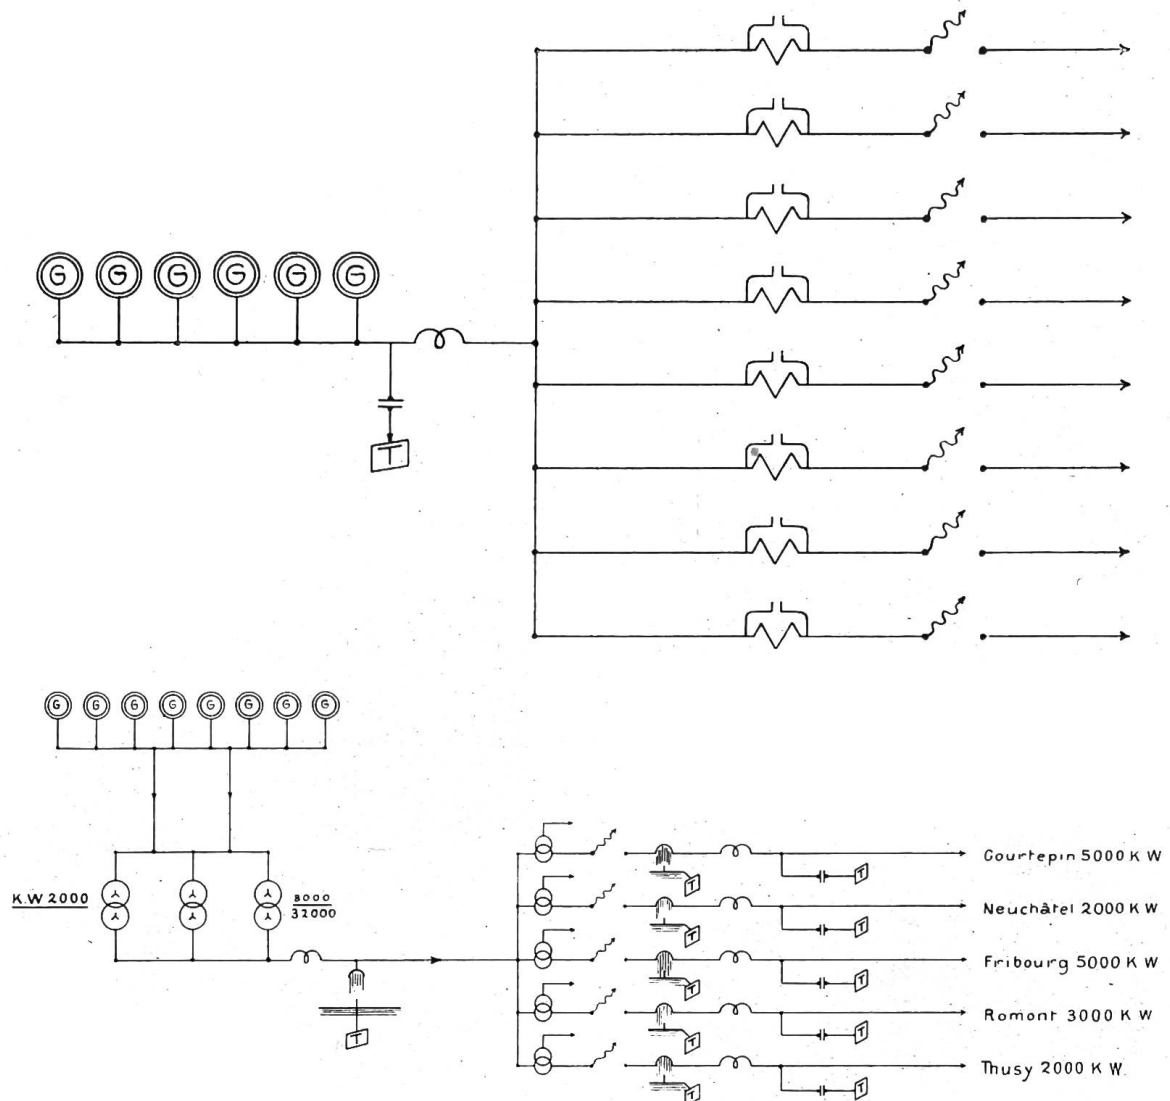 G G G G G G
T
G G G G G G G G
K.W 2000
8000
32000
T
T T
Courtepin 5000 K W
T T
Neuchâtel 2000 K W
T T
Fribourg 5000 K W
T T
Romont 3000 K W
T T
Thusy 2000 K W.